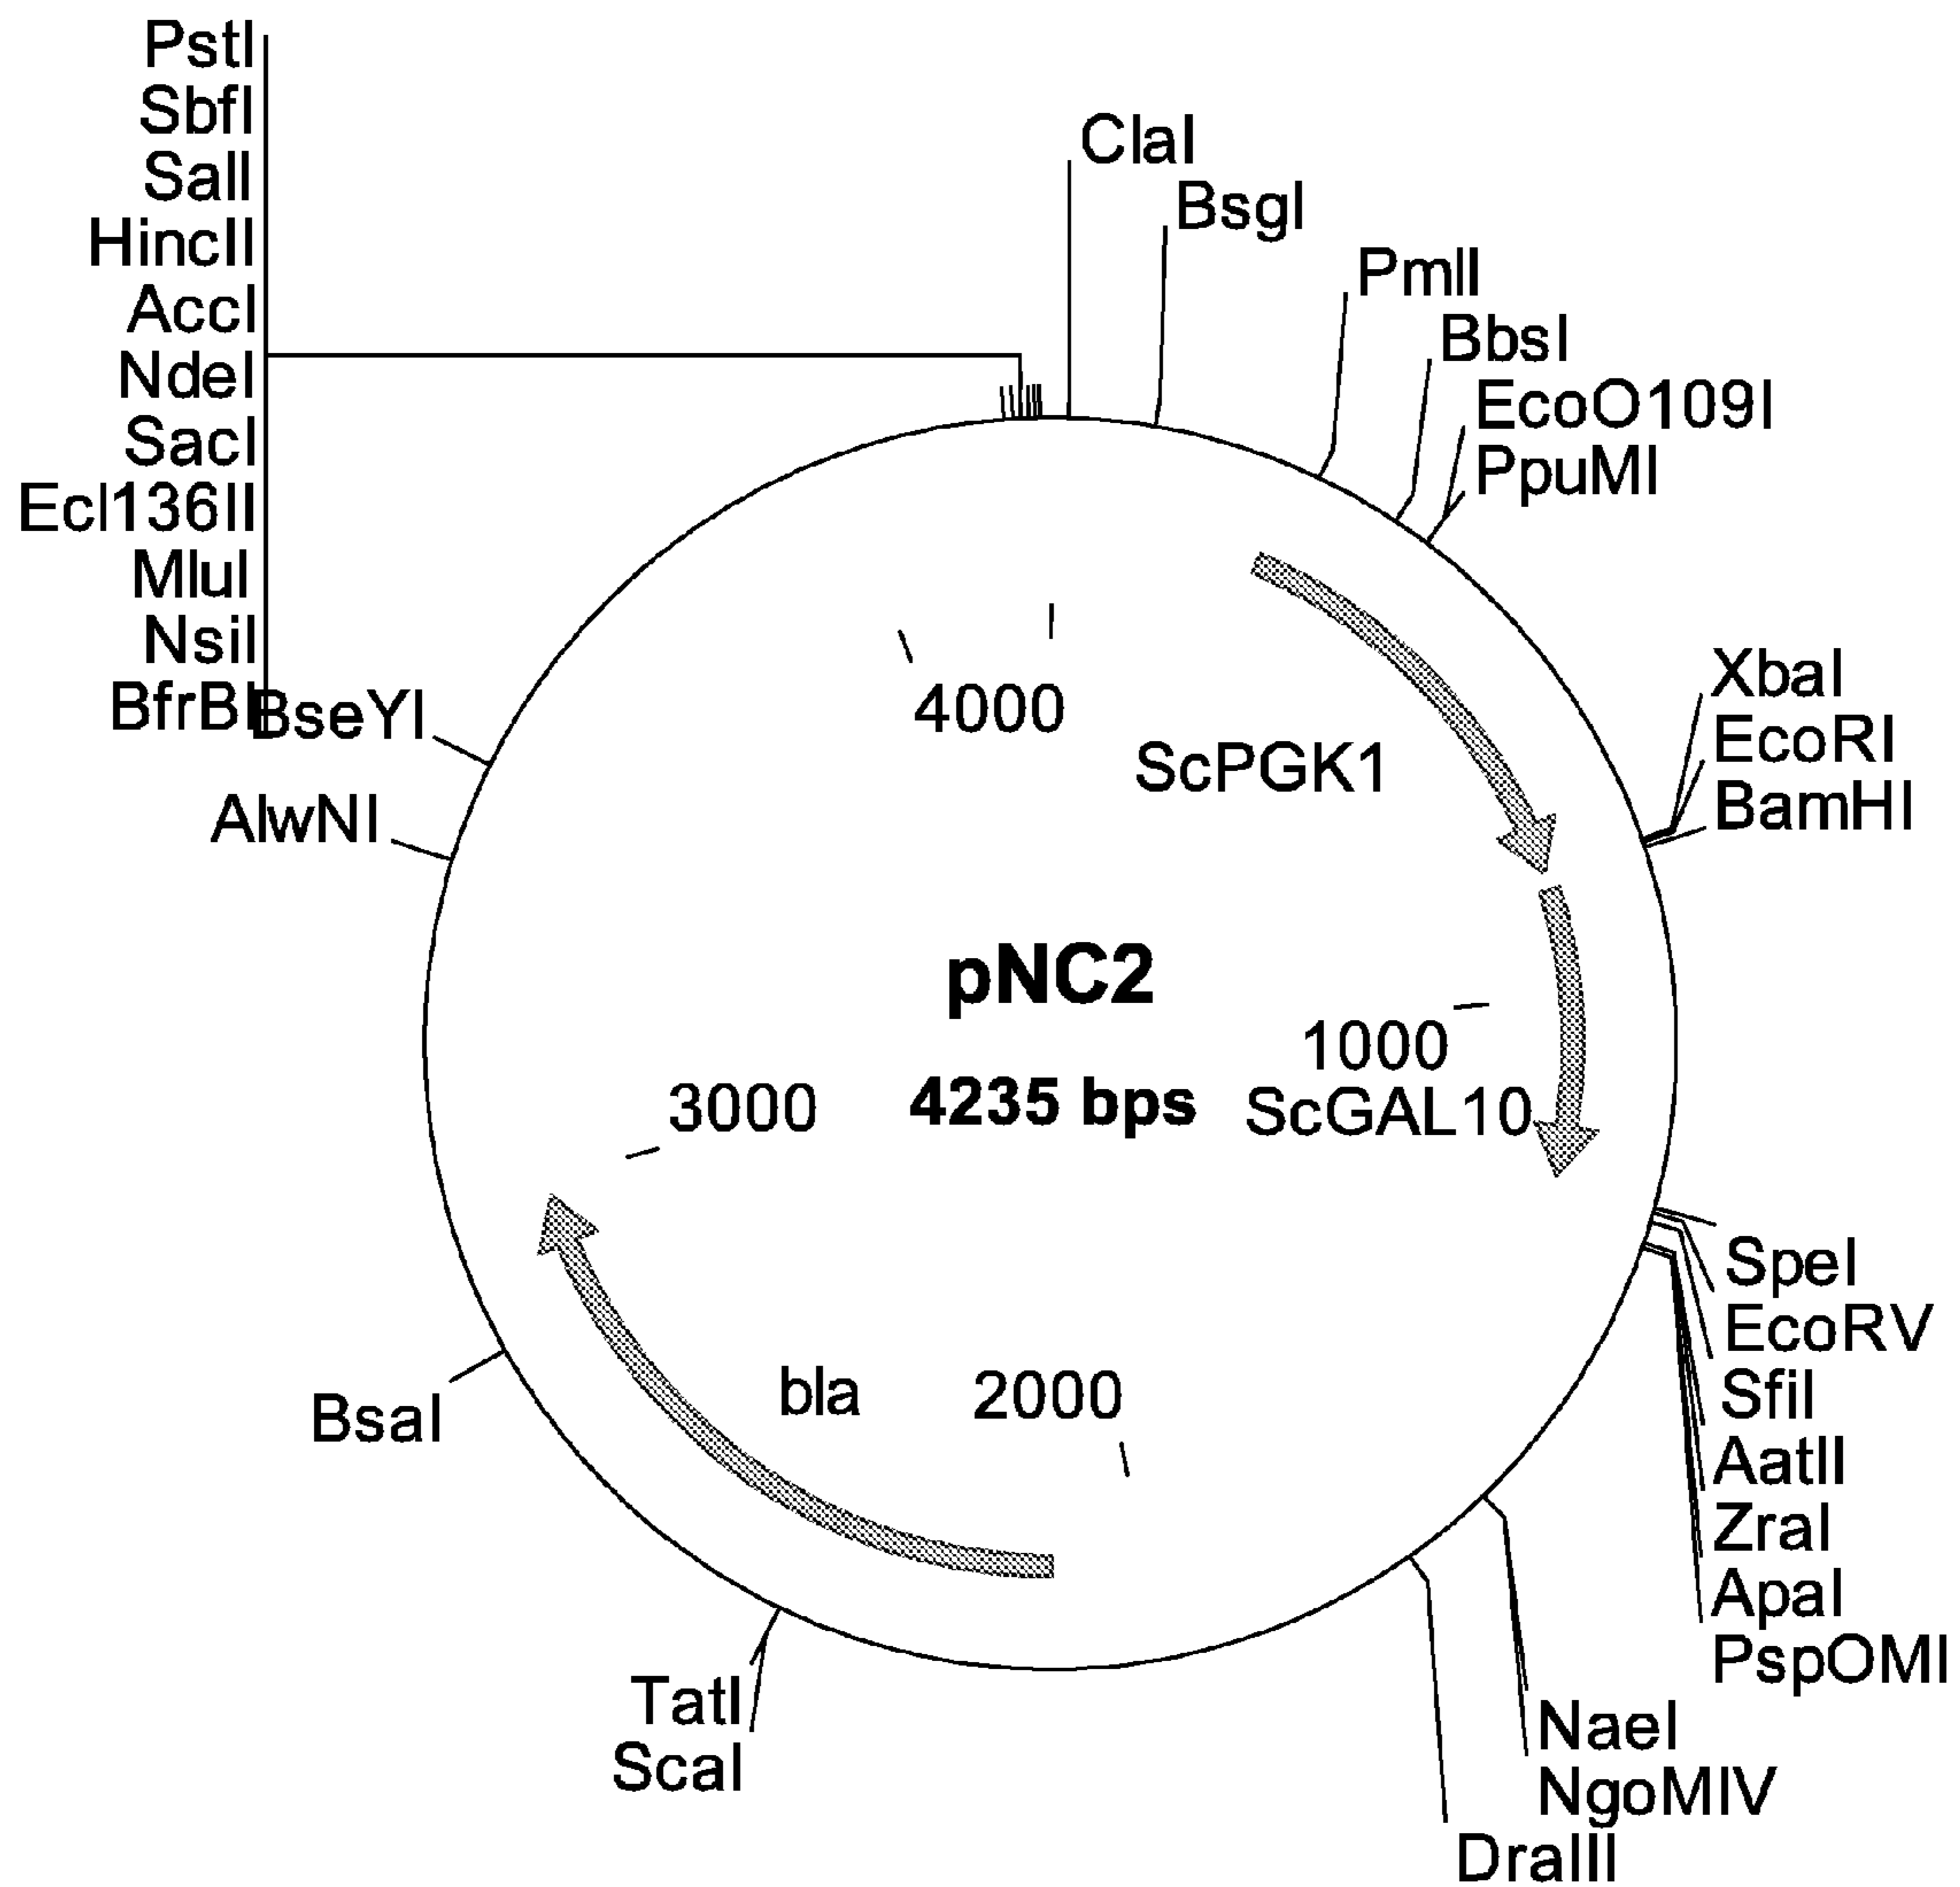 PstI
SbfI
SalI
HincII
AccI
NdeI
SacI
Ecl136II
MluI
NsiI
BfrBI
BseYI
AlwNI
ClaI
BsgI
PmlI
BbsI
EcoO109I
PpuMI
XbaI
EcoRI
BamHI
4000
ScPGK1
pNC2
4235 bps
1000
ScGAL10
3000
bla
2000
SpeI
EcoRV
SfiI
AatII
ZraI
ApaI
PspOMI
NaeI
NgoMIV
DraIII
BsaI
TatI
ScaI